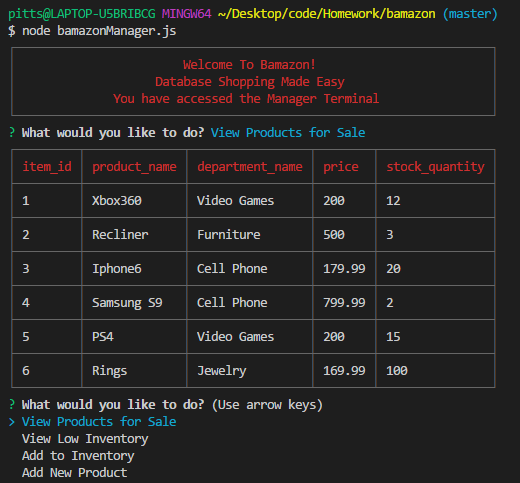 pitts@LAPTOP-U5BRIBCG MINGW64 ~/Desktop/code/Homework/bamazon (master)
$ node bamazonManager.js
Welcome To Bamazon!
Database Shopping Made Easy
You have accessed the Manager Terminal
? What would you like to do? View Products for Sale
item_id product_name department_name price stock_quantity
1 Xbox360 Video Games 200 12
2 Recliner Furniture 500 3
3 Iphone6 Cell Phone 179.99 20
4 Samsung S9 Cell Phone 799.99 2
5 PS4 Video Games 200 15
6 Rings Jewelry 169.99 100
? What would you like to do? (Use arrow keys)
> View Products for Sale
View Low Inventory
Add to Inventory
Add New Product